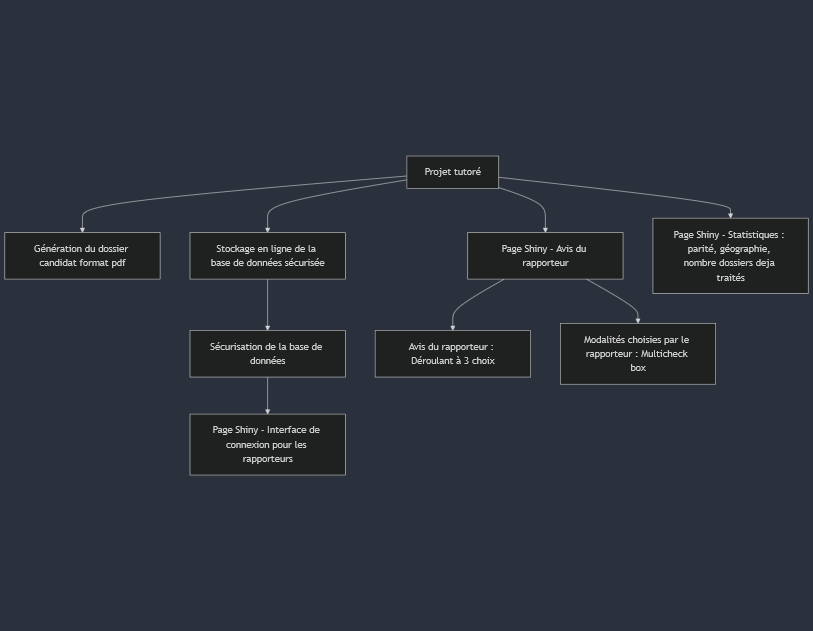 Projet tutoré
Génération du dossier
candidat format pdf
Stockage en ligne de la
base de données sécurisée
Page Shiny - Avis du
rapporteur
Page Shiny - Statistiques :
parité, géographie,
nombre dossiers deja
traités
Sécurisation de la base de
données
Avis du rapporteur :
Déroulant à 3 choix
Modalités choisies par le
rapporteur : Multicheck
box
Page Shiny - Interface de
connexion pour les
rapporteurs